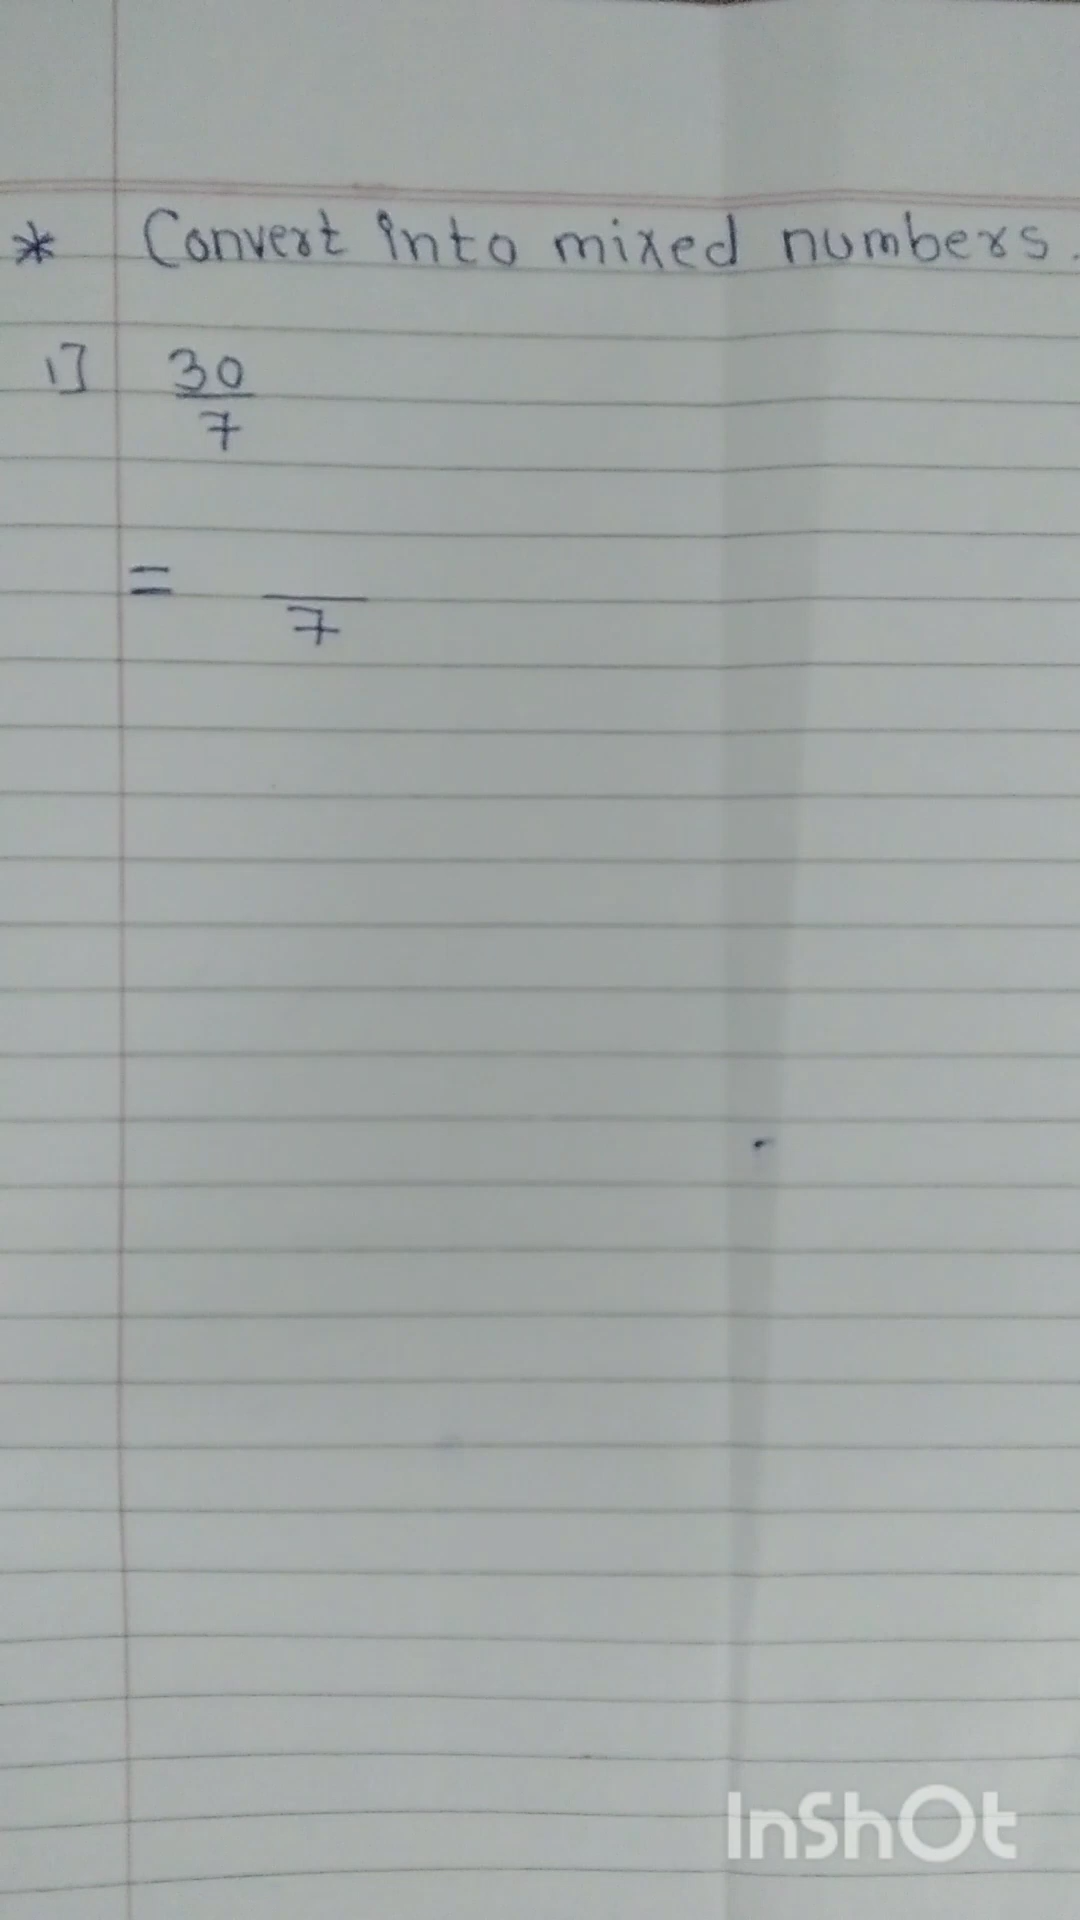 * Convert into mixed numbers.
1] 30
7
= 
7
InShOt